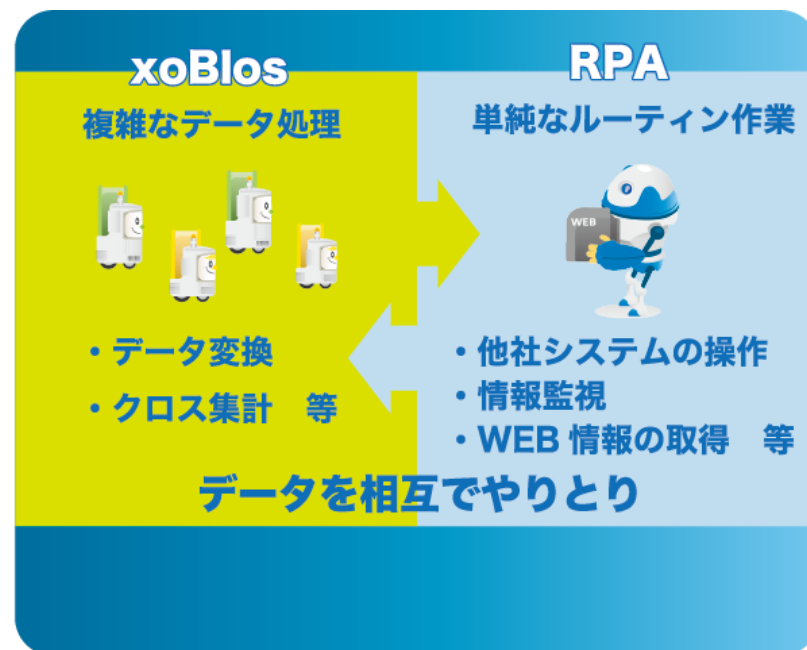 xoBlos
複雑なデータ処理
・データ変換
・クロス集計　等
RPA
単純なルーティン作業
WEB
・他社システムの操作
・情報監視
・WEB 情報の取得　等
データを相互でやりとり